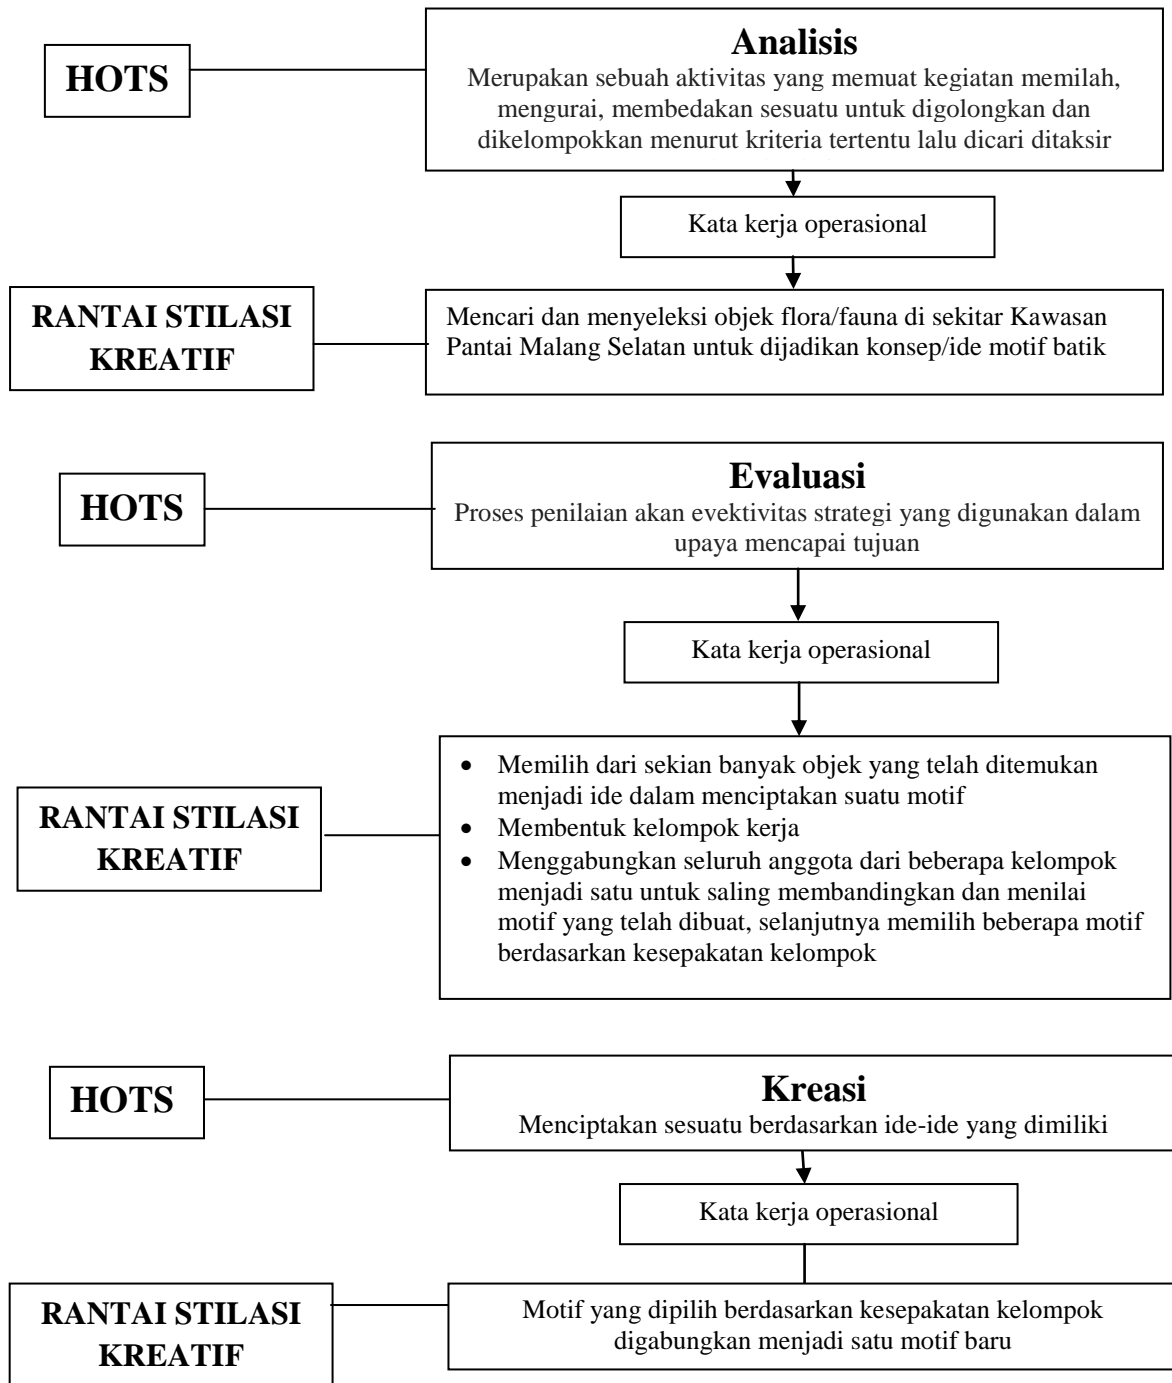 HOTS
Analisis
Merupakan sebuah aktivitas yang memuat kegiatan memilah,
mengurai, membedakan sesuatu untuk digolongkan dan
dikelompokkan menurut kriteria tertentu lalu dicari ditaksir
Kata kerja operasional
RANTAI STILASI
KREATIF
Mencari dan menyeleksi objek flora/fauna di sekitar Kawasan
Pantai Malang Selatan untuk dijadikan konsep/ide motif batik
HOTS
Evaluasi
Proses penilaian akan evektivitas strategi yang digunakan dalam
upaya mencapai tujuan
Kata kerja operasional
RANTAI STILASI
KREATIF
• Memilih dari sekian banyak objek yang telah ditemukan
menjadi ide dalam menciptakan suatu motif
• Membentuk kelompok kerja
• Menggabungkan seluruh anggota dari beberapa kelompok
menjadi satu untuk saling membandingkan dan menilai
motif yang telah dibuat, selanjutnya memilih beberapa motif
berdasarkan kesepakatan kelompok
HOTS
Kreasi
Menciptakan sesuatu berdasarkan ide-ide yang dimiliki
Kata kerja operasional
RANTAI STILASI
KREATIF
Motif yang dipilih berdasarkan kesepakatan kelompok
digabungkan menjadi satu motif baru